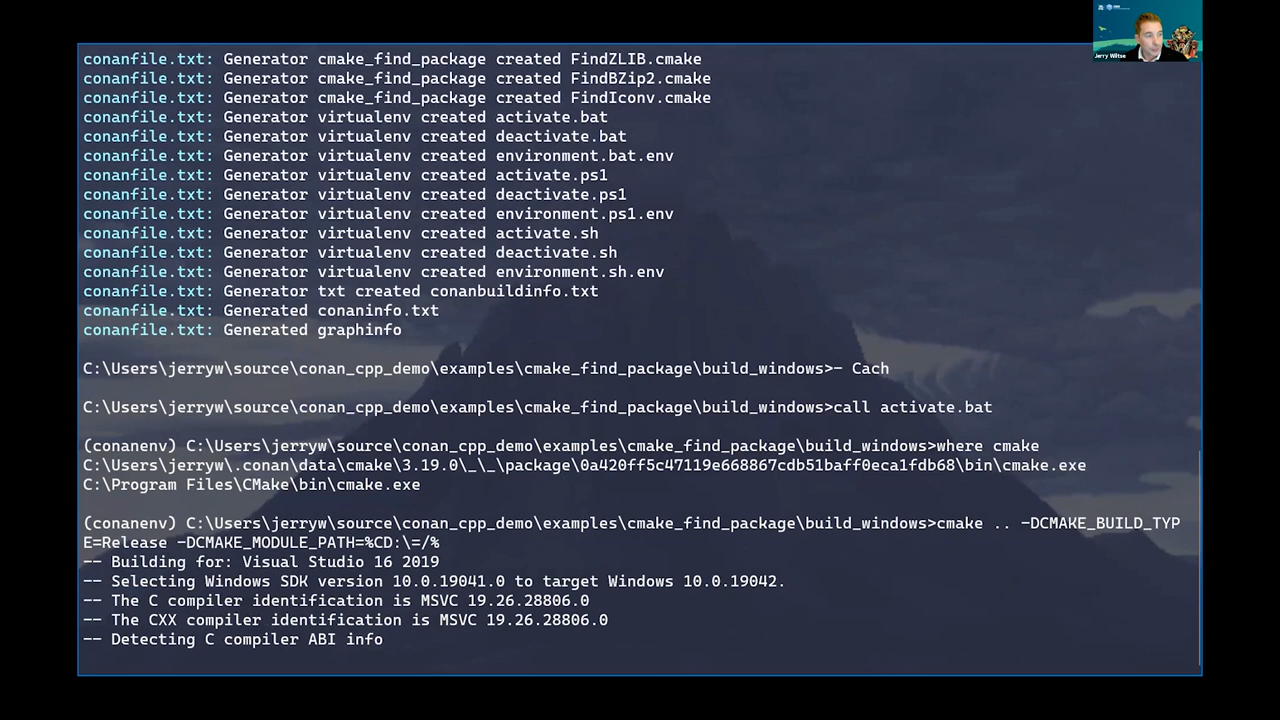 conanfile.txt: Generator cmake_find_package created FindZLIB.cmake
conanfile.txt: Generator cmake_find_package created FindBZip2.cmake
conanfile.txt: Generator cmake_find_package created FindIconv.cmake
conanfile.txt: Generator virtualenv created activate.bat
conanfile.txt: Generator virtualenv created deactivate.bat
conanfile.txt: Generator virtualenv created environment.bat.env
conanfile.txt: Generator virtualenv created activate.ps1
conanfile.txt: Generator virtualenv created deactivate.ps1
conanfile.txt: Generator virtualenv created environment.ps1.env
conanfile.txt: Generator virtualenv created activate.sh
conanfile.txt: Generator virtualenv created deactivate.sh
conanfile.txt: Generator virtualenv created environment.sh.env
conanfile.txt: Generator txt created conanbuildinfo.txt
conanfile.txt: Generated conaninfo.txt
conanfile.txt: Generated graphinfo
C:\Users\jerryw\source\conan_cpp_demo\examples\cmake_find_package\build_windows>- Cach
C:\Users\jerryw\source\conan_cpp_demo\examples\cmake_find_package\build_windows>call activate.bat
(conanenv) C:\Users\jerryw\source\conan_cpp_demo\examples\cmake_find_package\build_windows>where cmake
C:\Users\jerryw\.conan\data\cmake\3.19.0\_\_\package\0a420ff5c47119e668867cdb51baff0eca1fdb68\bin\cmake.exe
C:\Program Files\CMake\bin\cmake.exe
(conanenv) C:\Users\jerryw\source\conan_cpp_demo\examples\cmake_find_package\build_windows>cmake .. -DCMAKE_BUILD_TYP
E=Release -DCMAKE_MODULE_PATH=%CD:\=/%
-- Building for: Visual Studio 16 2019
-- Selecting Windows SDK version 10.0.19041.0 to target Windows 10.0.19042.
-- The C compiler identification is MSVC 19.26.28806.0
-- The CXX compiler identification is MSVC 19.26.28806.0
-- Detecting C compiler ABI info
Jerry Wiltse